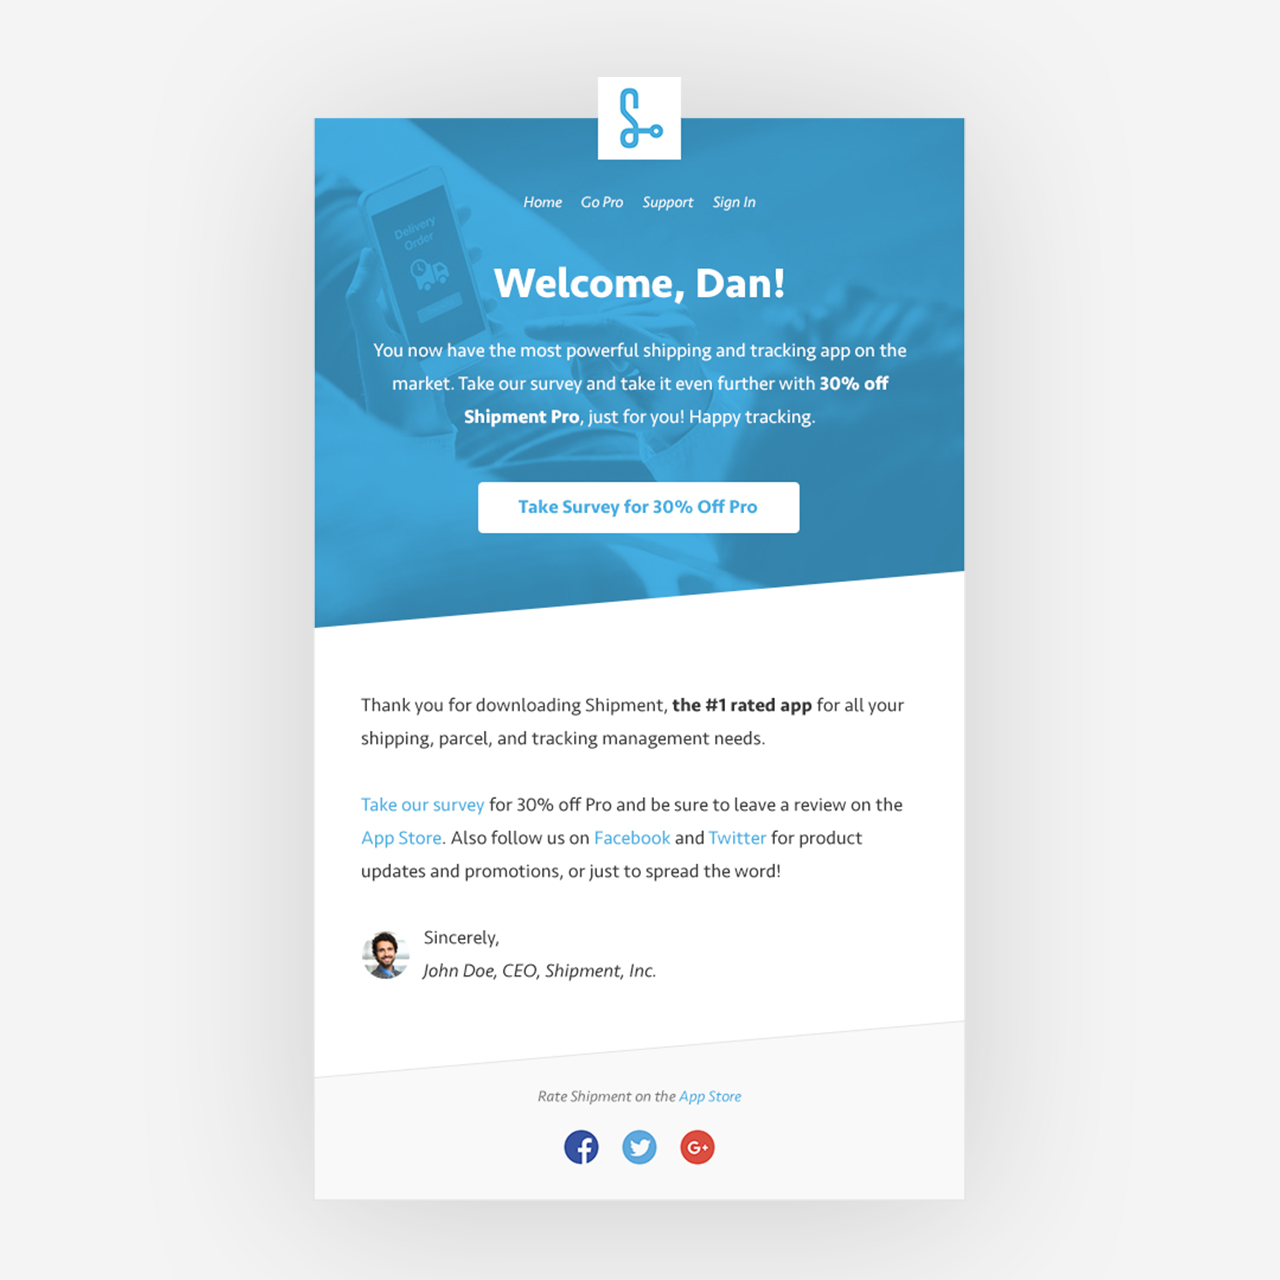 Home Go Pro Support Sign In
Delivery
Order
Welcome, Dan!
You now have the most powerful shipping and tracking app on the
market. Take our survey and take it even further with 30% off
Shipment Pro, just for you! Happy tracking.
Take Survey for 30% Off Pro
Thank you for downloading Shipment, the #1 rated app for all your
shipping, parcel, and tracking management needs.
Take our survey for 30% off Pro and be sure to leave a review on the
App Store. Also follow us on Facebook and Twitter for product
updates and promotions, or just to spread the word!
Sincerely,
John Doe, CEO, Shipment, Inc.
Rate Shipment on the App Store
G+